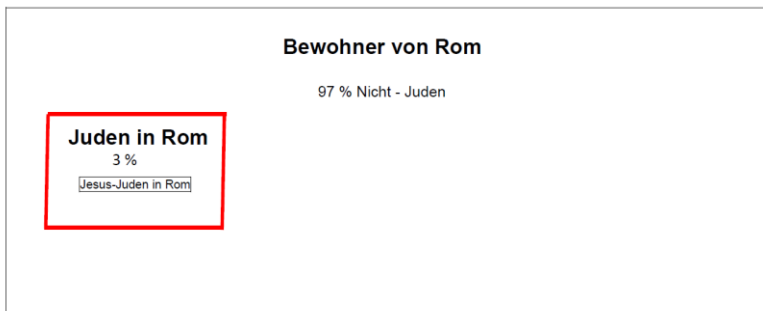 Bewohner von Rom
97 % Nicht - Juden
Juden in Rom
3 %
Jesus-Juden in Rom